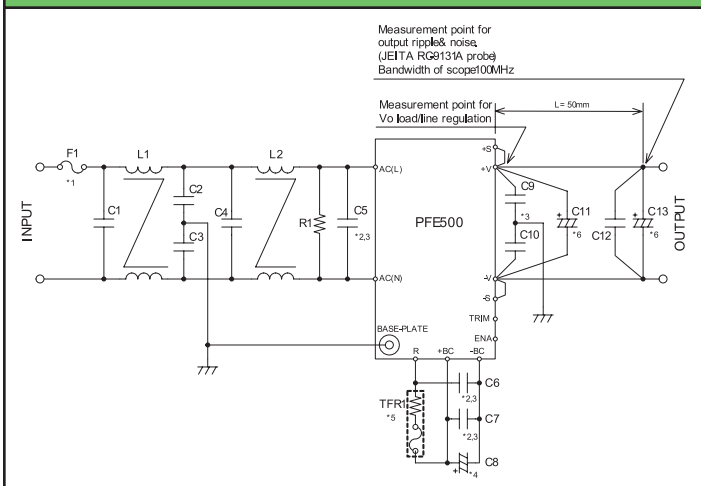 Measurement point for
output ripple& noise.
(JEITA RC-9131A probe)
Bandwidth of scope100MHz
Measurement point for
Vo load/line regulation
L= 50mm
F1
*1
L1
L2
+S
+V
AC(L)
C1
C2
C3
C4
R1
C5
*2,3
PFE500
C9
*3
C10
C11
*6
C12
C13
*6
INPUT
OUTPUT
AC(N)
-V
-S
TRIM
ENA
BASE-PLATE
R
+BC
-BC
C6
*2,3
TFR1
*5
C7
*2,3
C8
+
*4
+
+